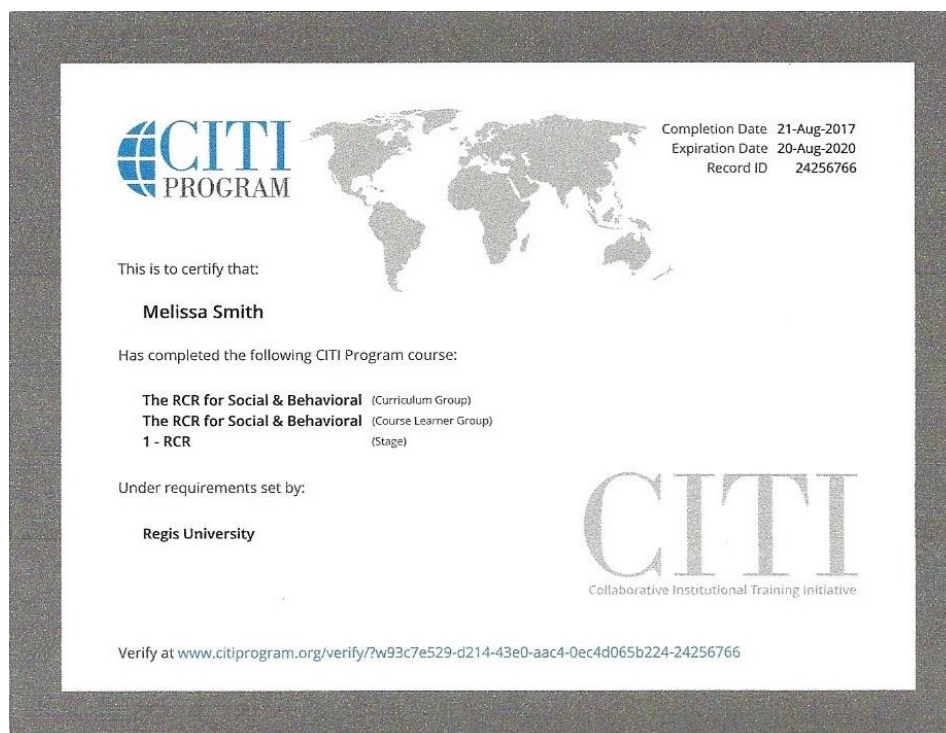 CITI
PROGRAM
Completion Date 21-Aug-2017
Expiration Date 20-Aug-2020
Record ID 24256766
This is to certify that:
Melissa Smith
Has completed the following CITI Program course:
The RCR for Social & Behavioral (Curriculum Group)
The RCR for Social & Behavioral (Course Learner Group)
1 - RCR (Stage)
Under requirements set by:
Regis University
CITI
Collaborative Institutional Training Initiative
Verify at www.citiprogram.org/verify/?w93c7e529-d214-43e0-aac4-0ec4d065b224-24256766